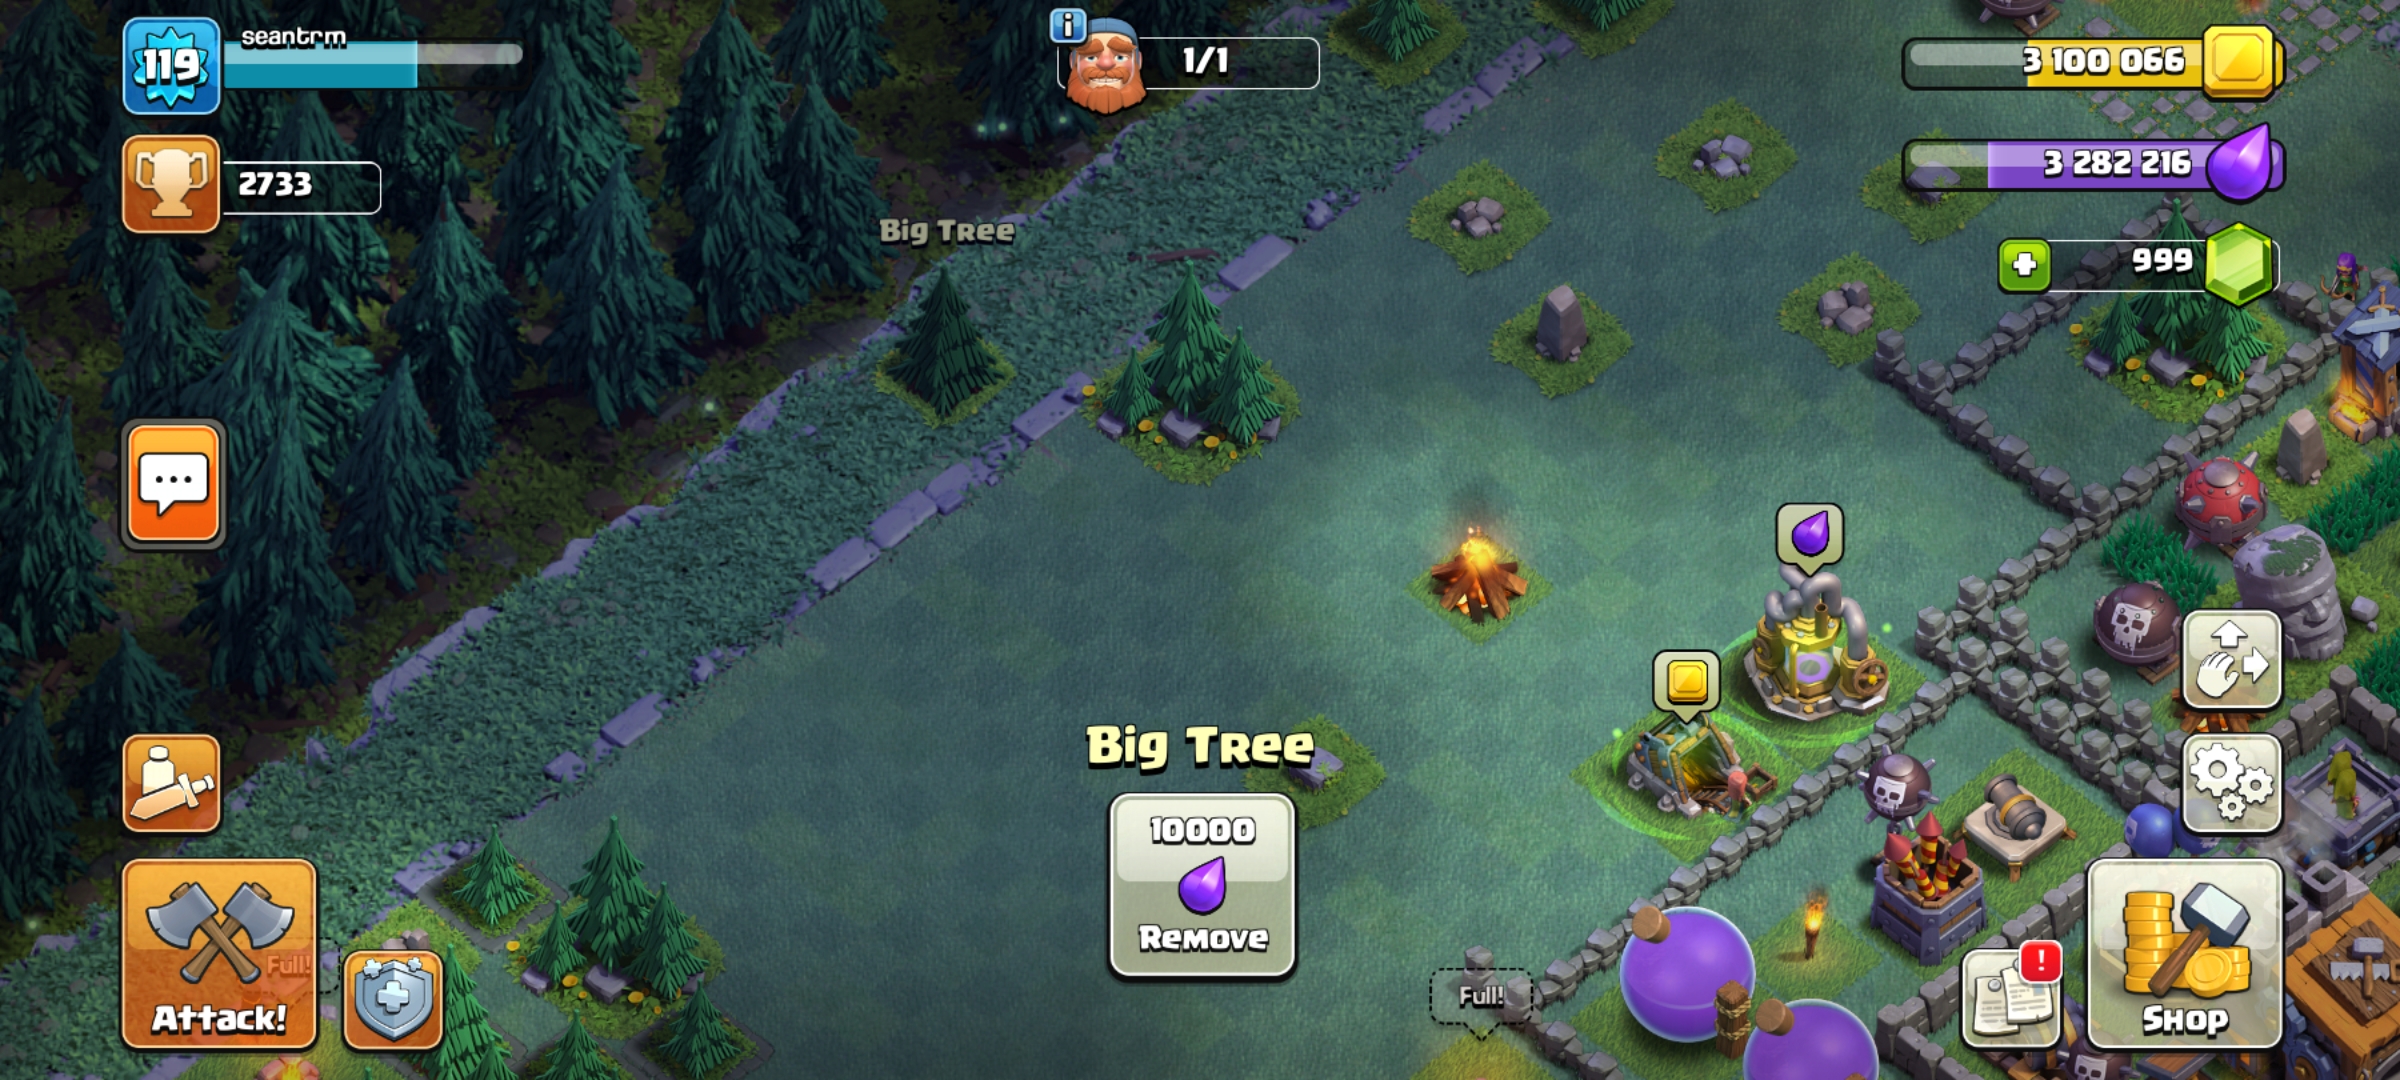 119
seantrm
i
1/1
3 100 066
2733
3 282 216
Big Tree
999
Big Tree
10000
Remove
Full!
Attack!
Full!
!
Shop